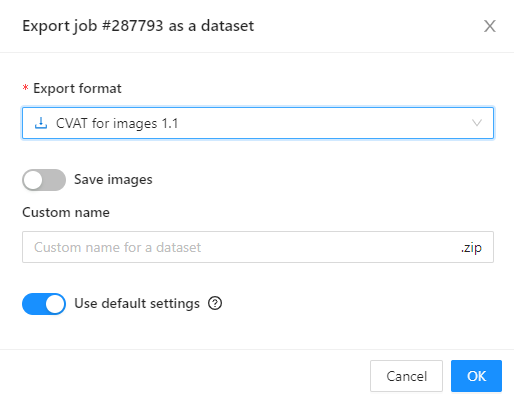 Export job #287793 as a dataset
* Export format
CVAT for images 1.1
Save images
Custom name
Custom name for a dataset .zip
Use default settings
Cancel OK